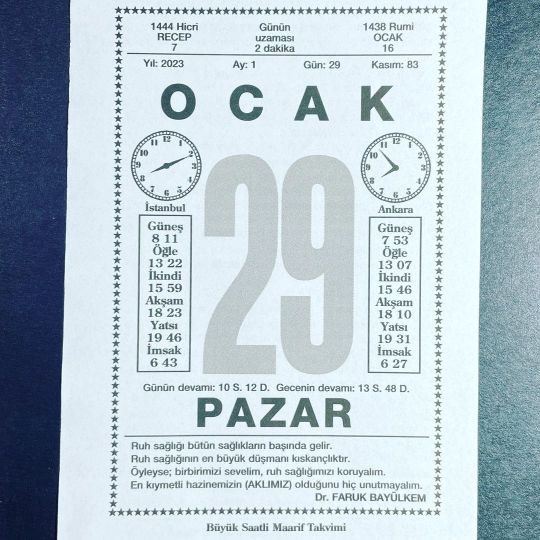 1444 Hicri
RECEP
7
Günün
uzaması
2 dakika
1438 Rumi
OCAK
16
Yıl: 2023 Ay: 1 Gün: 29 Kasım: 83
OCAK
29
İstanbul
Güneş
8 11
Öğle
13 22
İkindi
15 59
Akşam
18 23
Yatsı
19 46
İmsak
6 43
Ankara
Güneş
7 53
Öğle
13 07
İkindi
15 46
Akşam
18 10
Yatsı
19 31
İmsak
6 27
Günün devamı: 10 S. 12 D. Gecenin devamı: 13 S. 48 D.
PAZAR
Ruh sağlığı bütün sağlıkların başında gelir.
Ruh sağlığının en büyük düşmanı kıskançlıktır.
Öyleyse; birbirimizi sevelim, ruh sağlığımızı koruyalım.
En kıymetli hazinemizin (AKLIMIZ) olduğunu hiç unutmayalım.
Dr. FARUK BAYÜLKEM
Büyük Saatli Maarif Takvimi